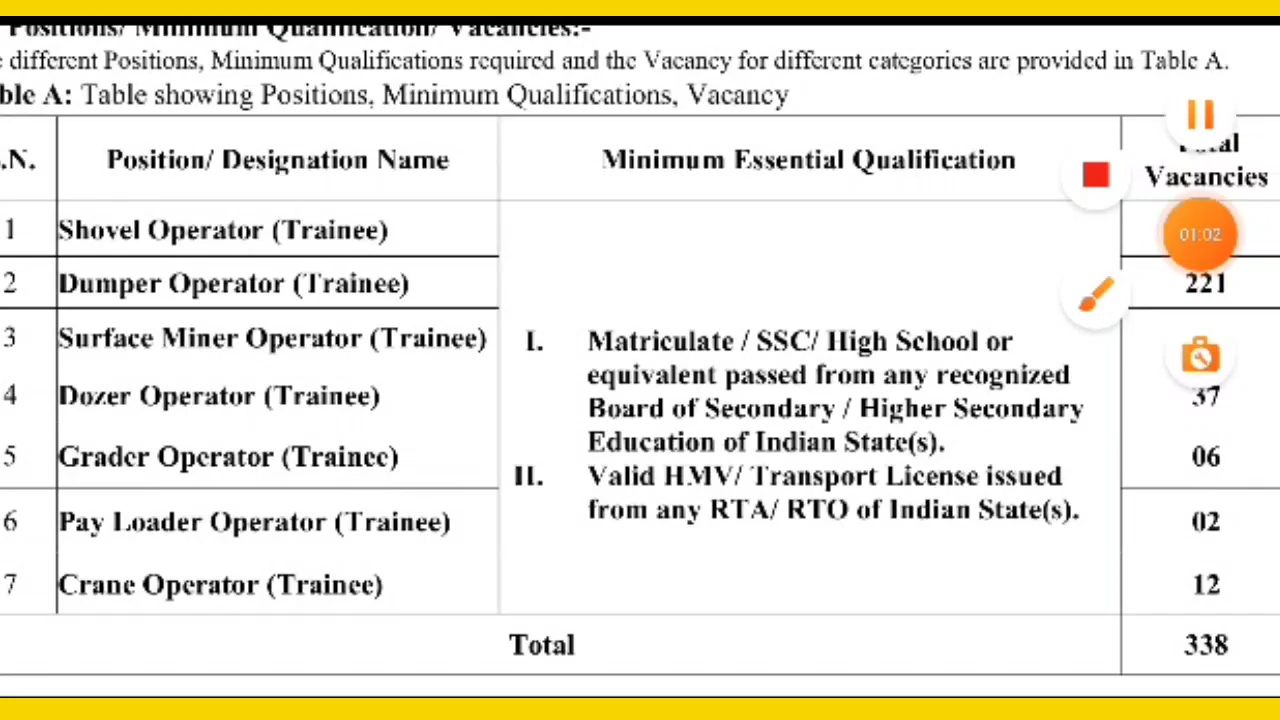 Positions/ Minimum Qualification/ Vacancies:-
different Positions, Minimum Qualifications required and the Vacancy for different categories are provided in Table A.
ble A: Table showing Positions, Minimum Qualifications, Vacancy
.N. Position/ Designation Name Minimum Essential Qualification Vacancies
1 Shovel Operator (Trainee)
01:02
2 Dumper Operator (Trainee) 221
3 Surface Miner Operator (Trainee)
4 Dozer Operator (Trainee) 37
5 Grader Operator (Trainee) 06
6 Pay Loader Operator (Trainee) 02
7 Crane Operator (Trainee) 12
I. Matriculate / SSC/ High School or
equivalent passed from any recognized
Board of Secondary / Higher Secondary
Education of Indian State(s).
II. Valid HMV/ Transport License issued
from any RTA/ RTO of Indian State(s).
Total 338